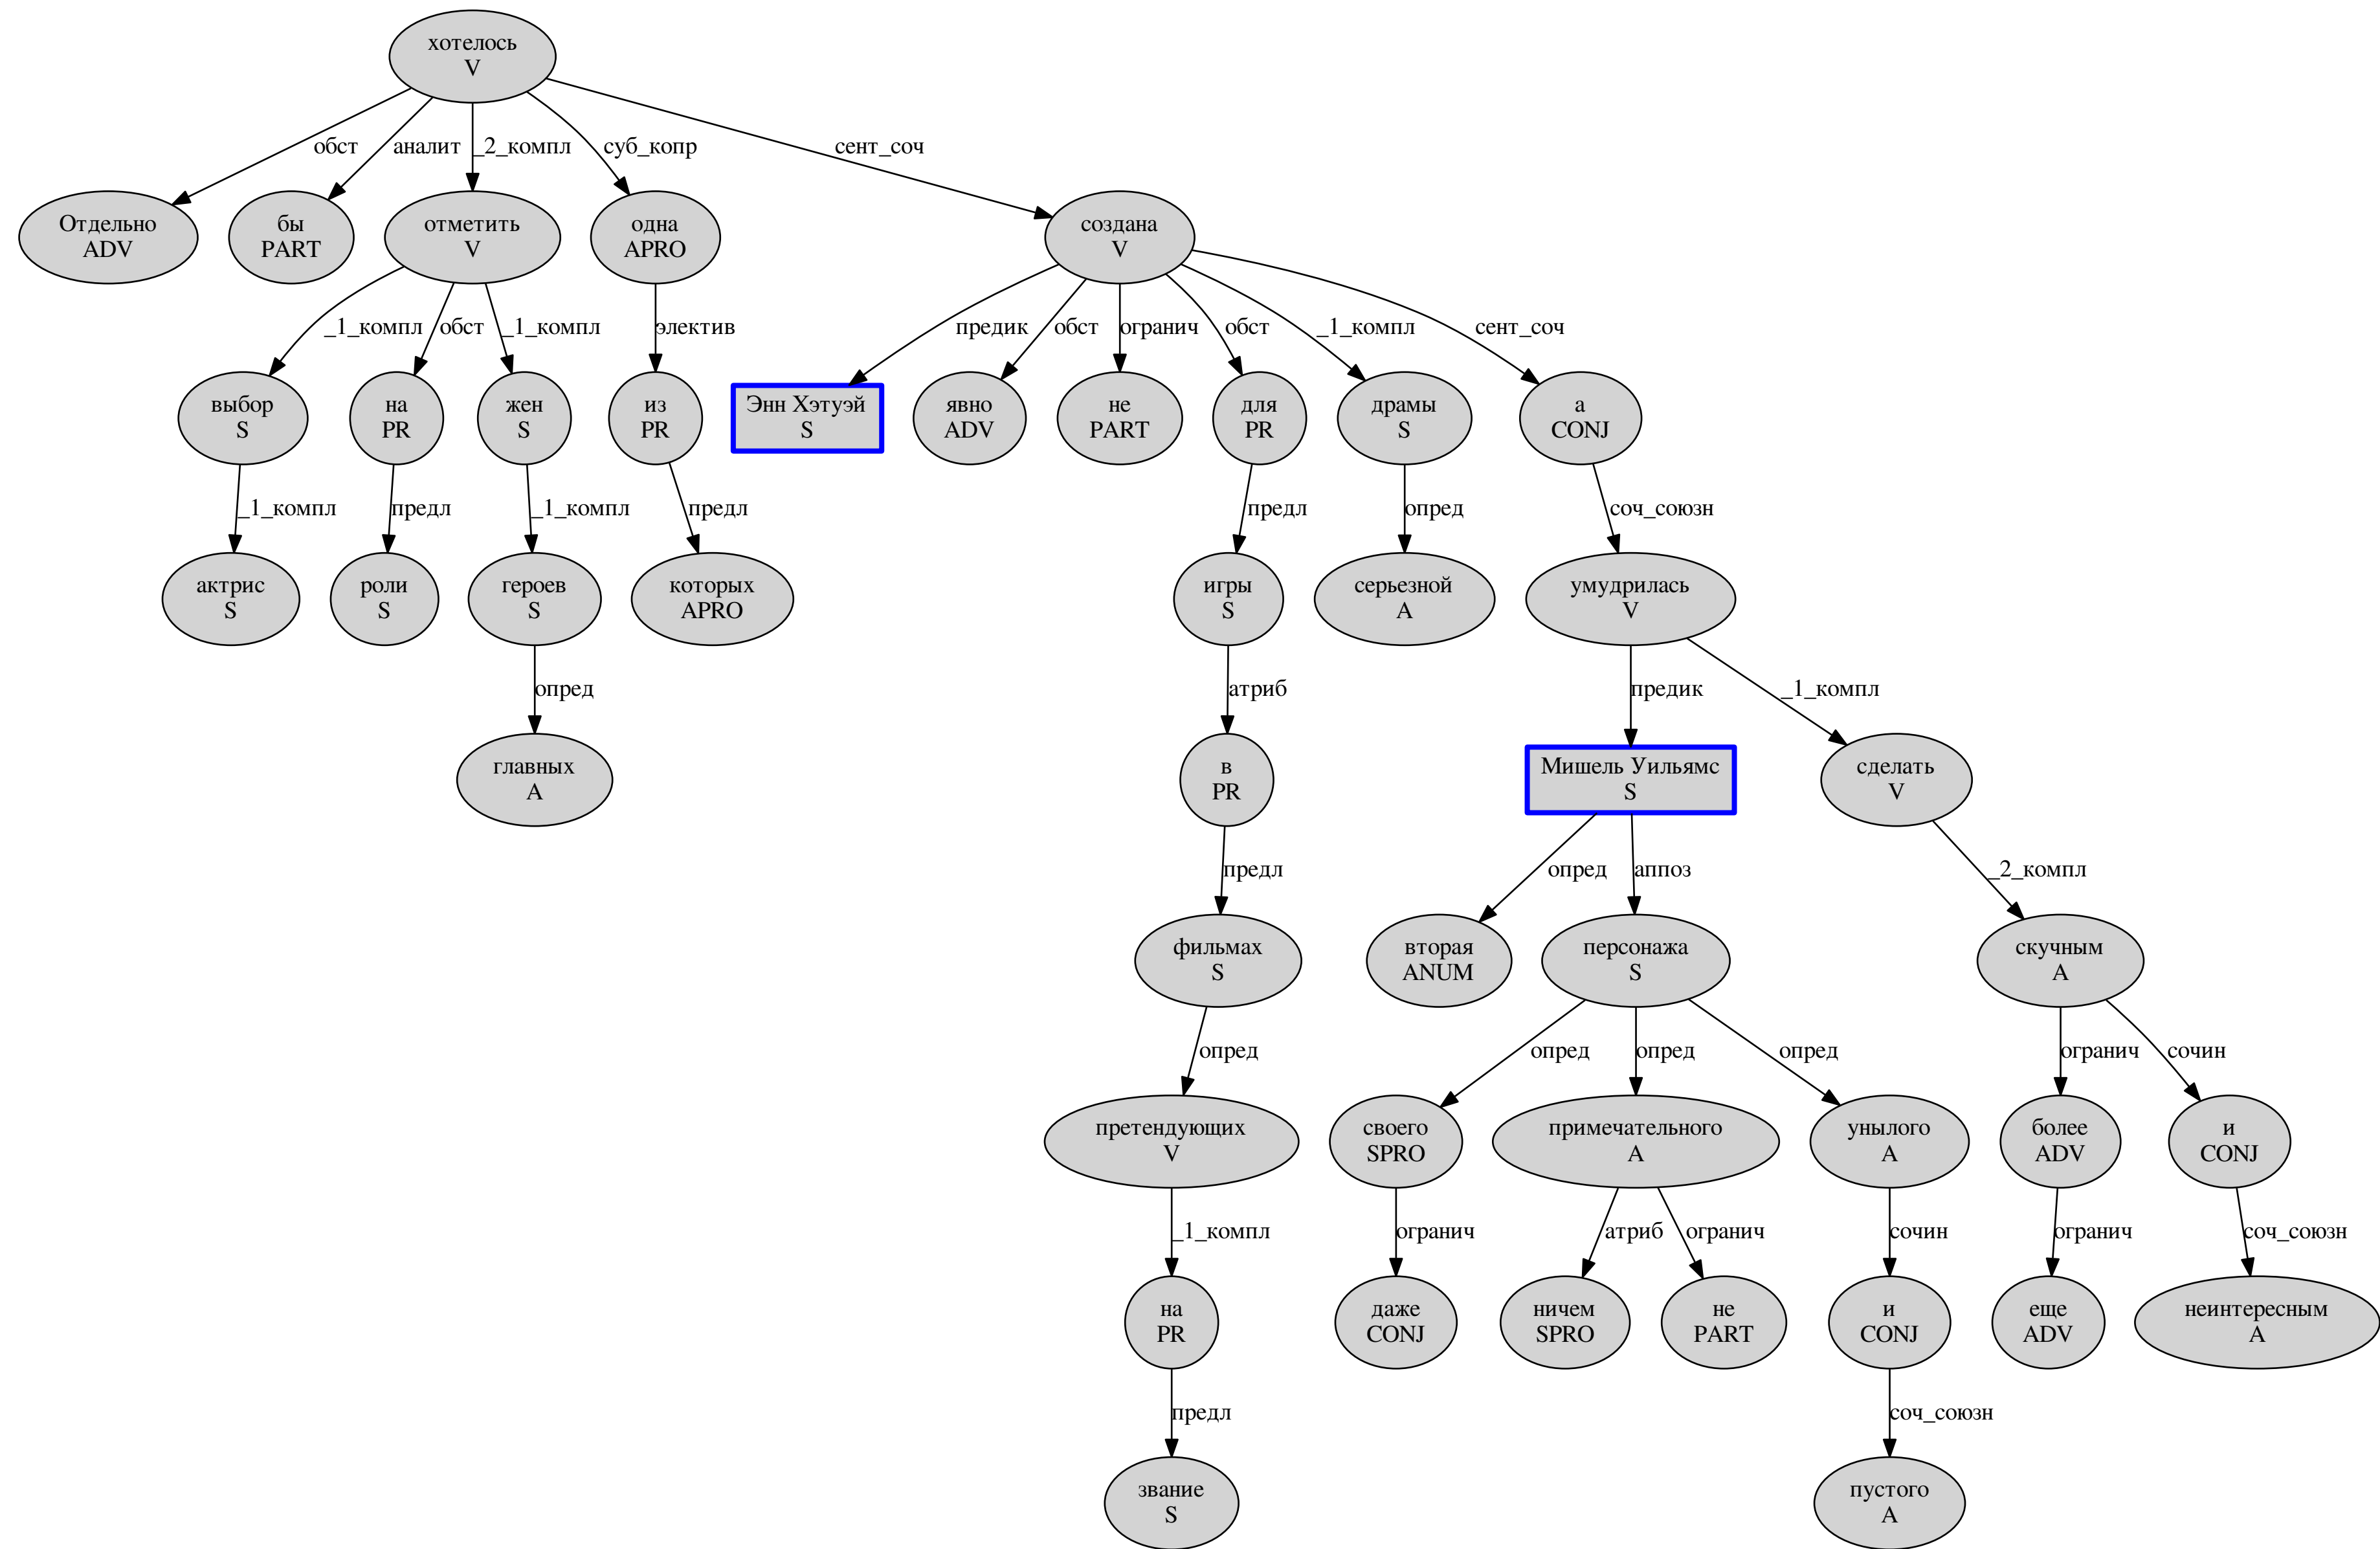 хотелось
V
обст
аналит
_2_компл
суб_копр
сент_соч
Отдельно
ADV
бы
PART
отметить
V
одна
APRO
создана
V
_1_компл
обст
_1_компл
электив
предик
обст
огранич
обст
_1_компл
сент_соч
выбор
S
на
PR
жен
S
из
PR
Энн Хэтуэй
S
явно
ADV
не
PART
для
PR
драмы
S
а
CONJ
_1_компл
предл
_1_компл
предл
предл
опред
соч_союзн
актрис
S
роли
S
героев
S
которых
APRO
игры
S
серьезной
A
умудрилась
V
опред
атриб
предик
_1_компл
главных
A
в
PR
Мишель Уильямс
S
сделать
V
предл
опред
аппоз
_2_компл
фильмах
S
вторая
ANUM
персонажа
S
скучным
A
опред
опред
опред
опред
огранич
сочин
претендующих
V
своего
SPRO
примечательного
A
унылого
A
более
ADV
и
CONJ
_1_компл
огранич
атриб
огранич
сочин
огранич
соч_союзн
на
PR
даже
CONJ
ничем
SPRO
не
PART
и
CONJ
еще
ADV
неинтересным
A
предл
соч_союзн
звание
S
пустого
A